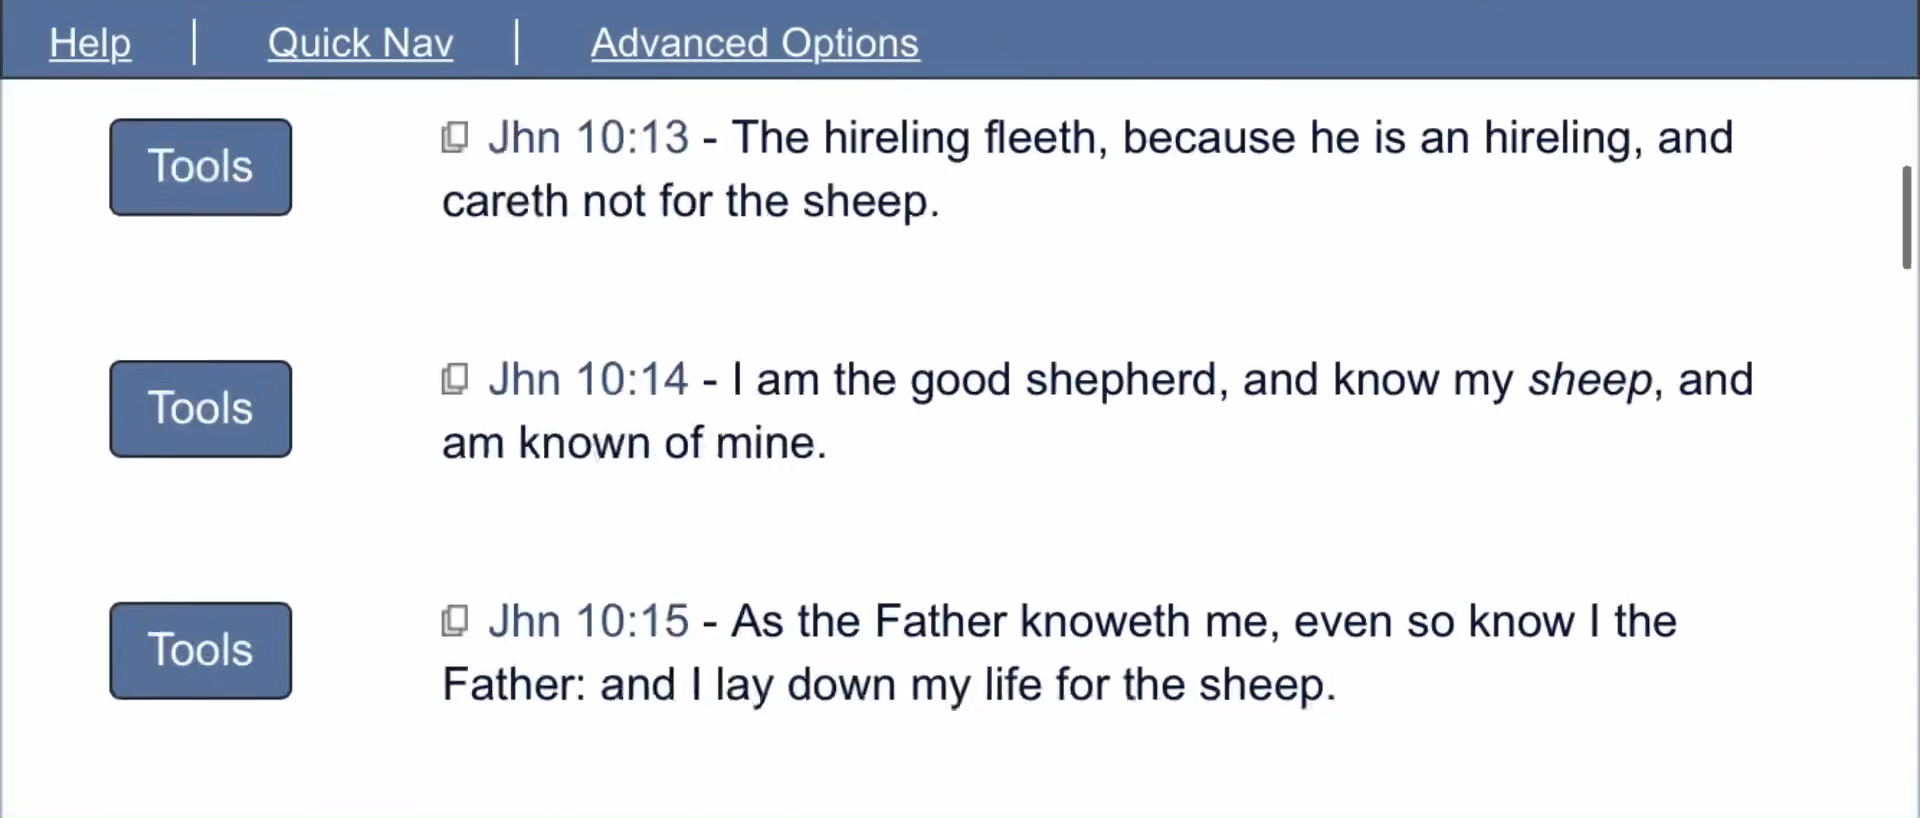 Help | Quick Nav | Advanced Options
Tools
Jhn 10:13 - The hireling fleeth, because he is an hireling, and
careth not for the sheep.
Tools
Jhn 10:14 - I am the good shepherd, and know my sheep, and
am known of mine.
Tools
Jhn 10:15 - As the Father knoweth me, even so know I the
Father: and I lay down my life for the sheep.